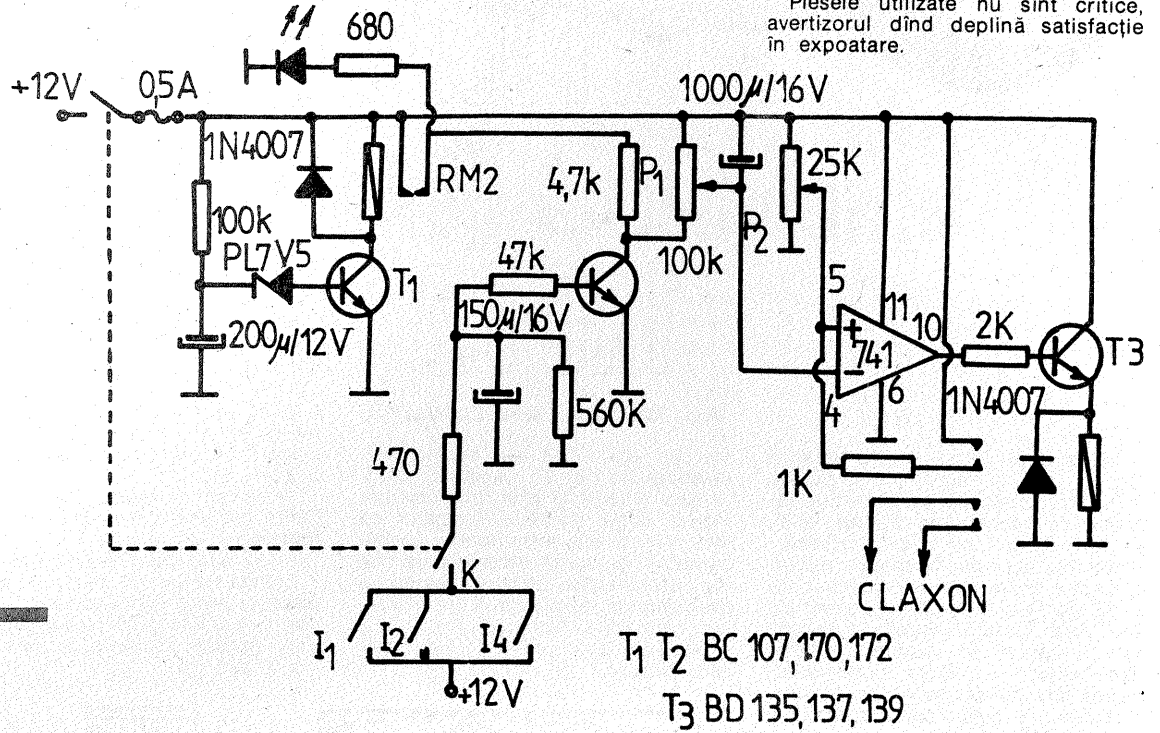 Piesele utilizate nu sînt critice,
avertizorul dînd deplină satisfacție
în expoatare.
680
+12V
0,5A
1000µ/16V
1N4007
RM2
4,7k
P1
25K
100k
PL7V5
T1
47k
100k
P2
200µ/12V
150µ/16V
5
11
10
2K
T3
+
741
-
4
6
1N4007
560K
470
1K
K
CLAXON
I1
I2
I4
+12V
T1 T2 BC 107,170,172
T3 BD 135,137,139